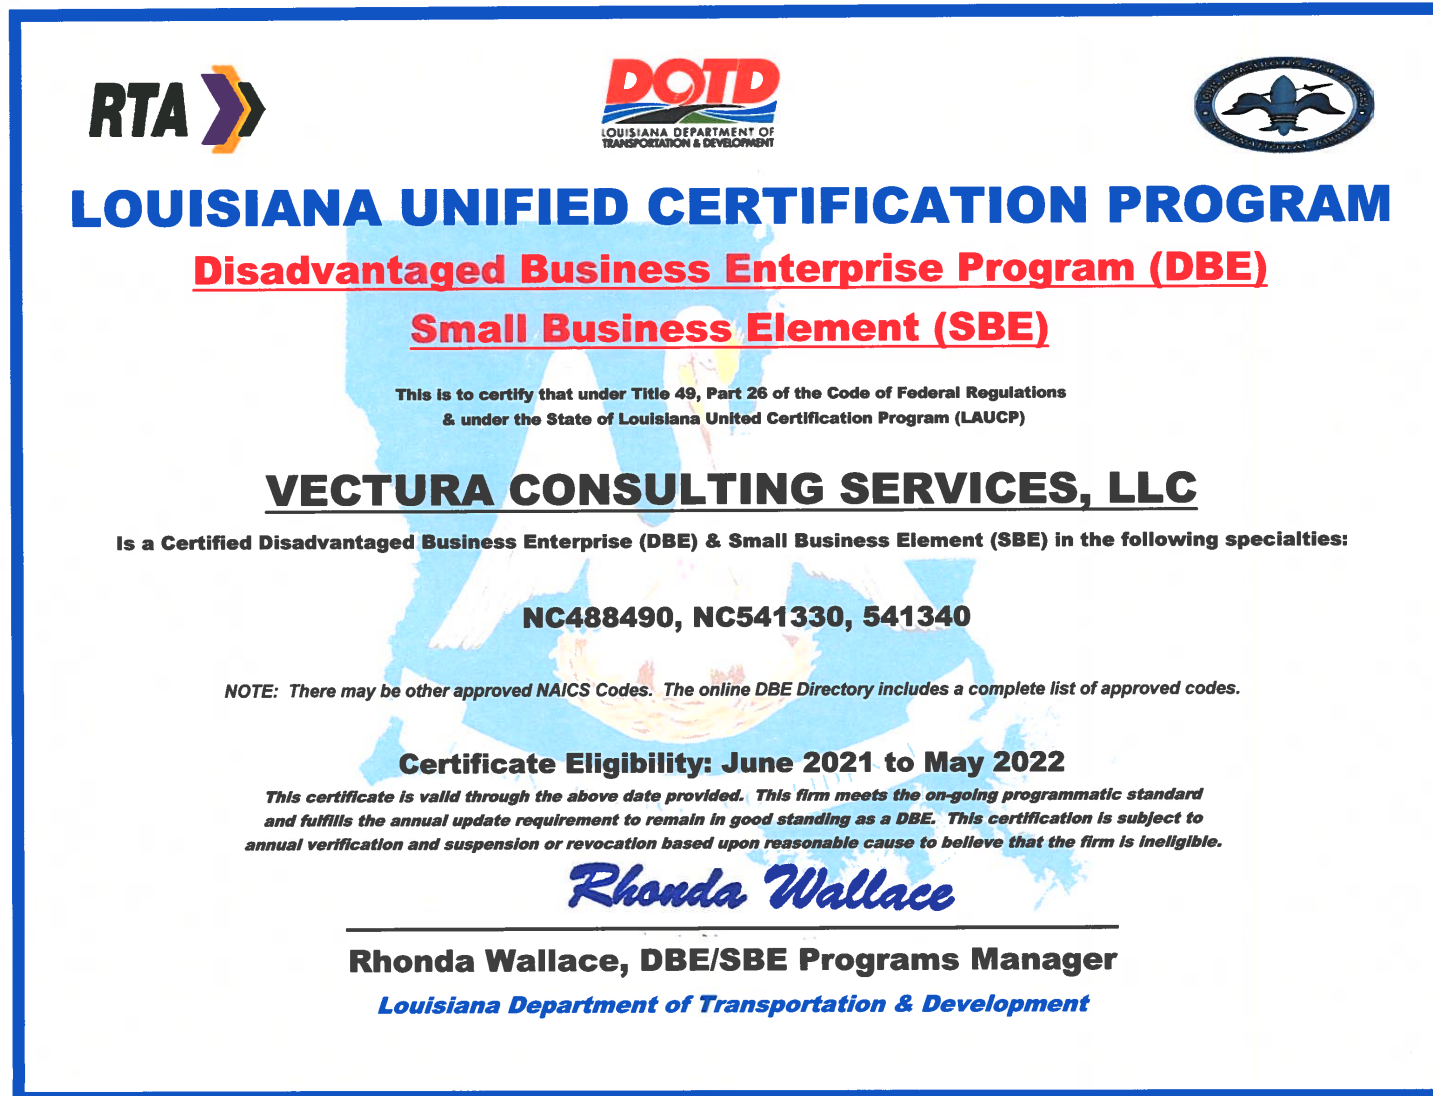 RTA
DOTD
LOUISIANA DEPARTMENT OF
TRANSPORTATION & DEVELOPMENT
LOUIS ARMSTRONG NEW ORLEANS
INTERNATIONAL AIRPORT
LOUISIANA UNIFIED CERTIFICATION PROGRAM
Disadvantaged Business Enterprise Program (DBE)
Small Business Element (SBE)
This is to certify that under Title 49, Part 26 of the Code of Federal Regulations
& under the State of Louisiana United Certification Program (LAUCP)
VECTURA CONSULTING SERVICES, LLC
Is a Certified Disadvantaged Business Enterprise (DBE) & Small Business Element (SBE) in the following specialties:
NC488490, NC541330, 541340
NOTE: There may be other approved NAICS Codes. The online DBE Directory includes a complete list of approved codes.
Certificate Eligibility: June 2021 to May 2022
This certificate is valid through the above date provided. This firm meets the on-going programmatic standard
and fulfills the annual update requirement to remain in good standing as a DBE. This certification is subject to
annual verification and suspension or revocation based upon reasonable cause to believe that the firm is ineligible.
Rhonda Wallace
Rhonda Wallace, DBE/SBE Programs Manager
Louisiana Department of Transportation & Development